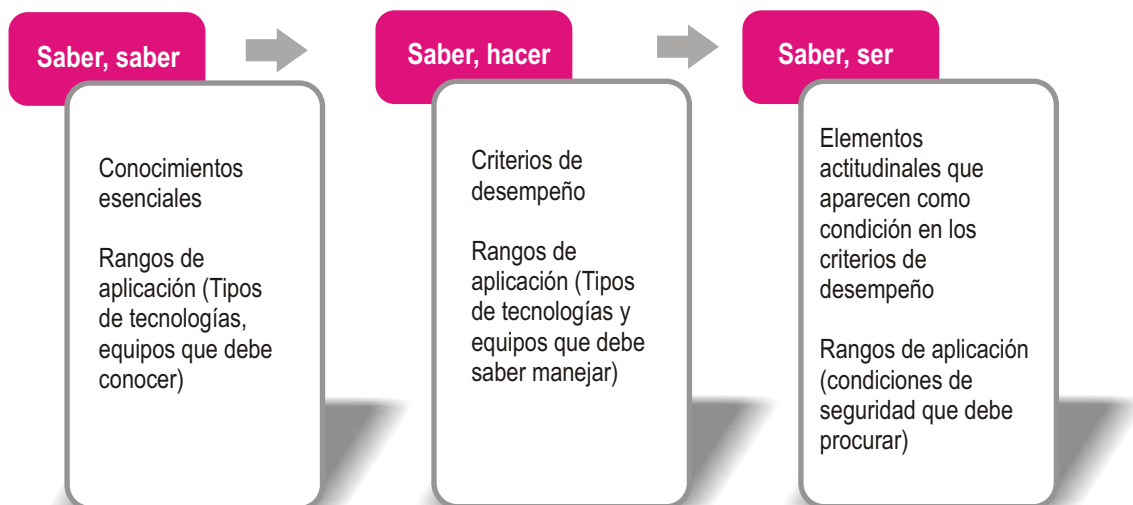 Saber, saber
Conocimientos
esenciales
Rangos de
aplicación (Tipos
de tecnologías,
equipos que debe
conocer)
Saber, hacer
Criterios de
desempeño
Rangos de
aplicación (Tipos
de tecnologías y
equipos que debe
saber manejar)
Saber, ser
Elementos
actitudinales que
aparecen como
condición en los
criterios de
desempeño
Rangos de aplicación
(condiciones de
seguridad que debe
procurar)